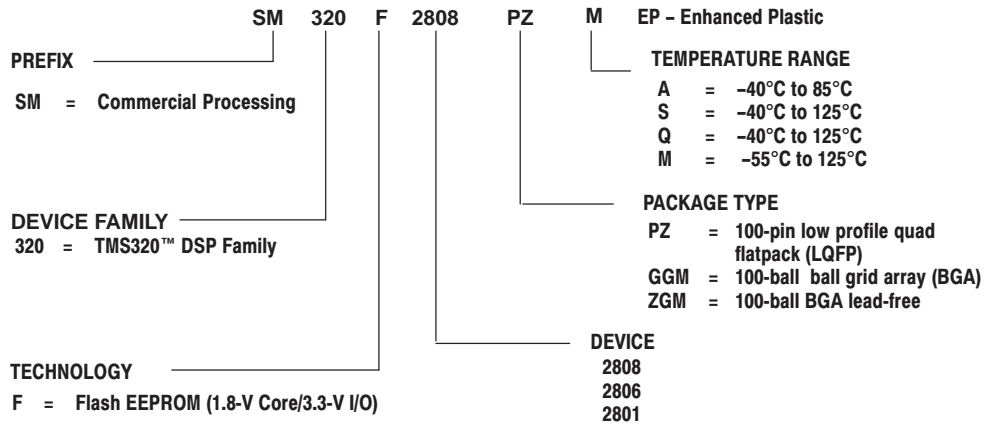 SM 320 F 2808 PZ M EP – Enhanced Plastic
PREFIX
SM = Commercial Processing
TEMPERATURE RANGE
A = –40°C to 85°C
S = –40°C to 125°C
Q = –40°C to 125°C
M = –55°C to 125°C
DEVICE FAMILY
320 = TMS320™ DSP Family
PACKAGE TYPE
PZ = 100-pin low profile quad
flatpack (LQFP)
GGM = 100-ball ball grid array (BGA)
ZGM = 100-ball BGA lead-free
TECHNOLOGY
F = Flash EEPROM (1.8-V Core/3.3-V I/O)
DEVICE
2808
2806
2801